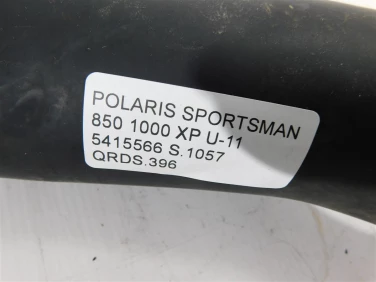 POLARIS SPORTSMAN
850 1000 XP U-11
5415566 S.1057
QRDS.396